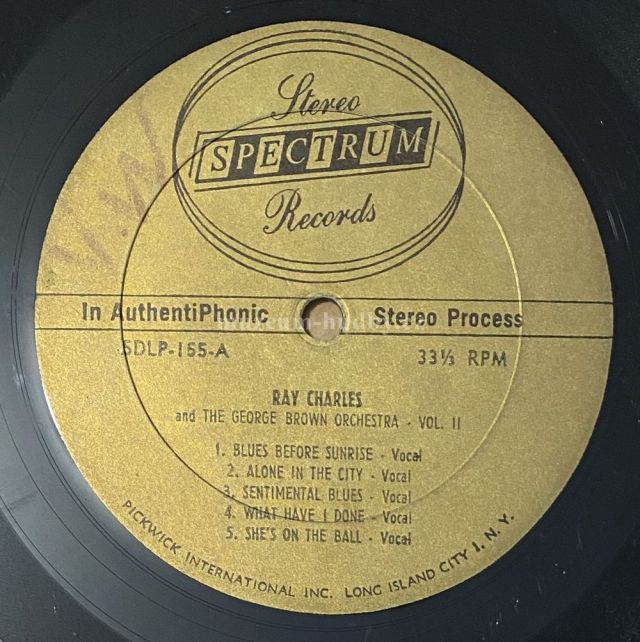 Stereo
SPECTRUM
Records
V.W
In AuthentiPhonic Stereo Process
SDLP-155-A 33⅓ RPM
RAY CHARLES
and THE GEORGE BROWN ORCHESTRA - VOL. II
1. BLUES BEFORE SUNRISE - Vocal
2. ALONE IN THE CITY - Vocal
3. SENTIMENTAL BLUES - Vocal
4. WHAT HAVE I DONE - Vocal
5. SHE'S ON THE BALL - Vocal
PICKWICK INTERNATIONAL INC. LONG ISLAND CITY 1. N.Y.